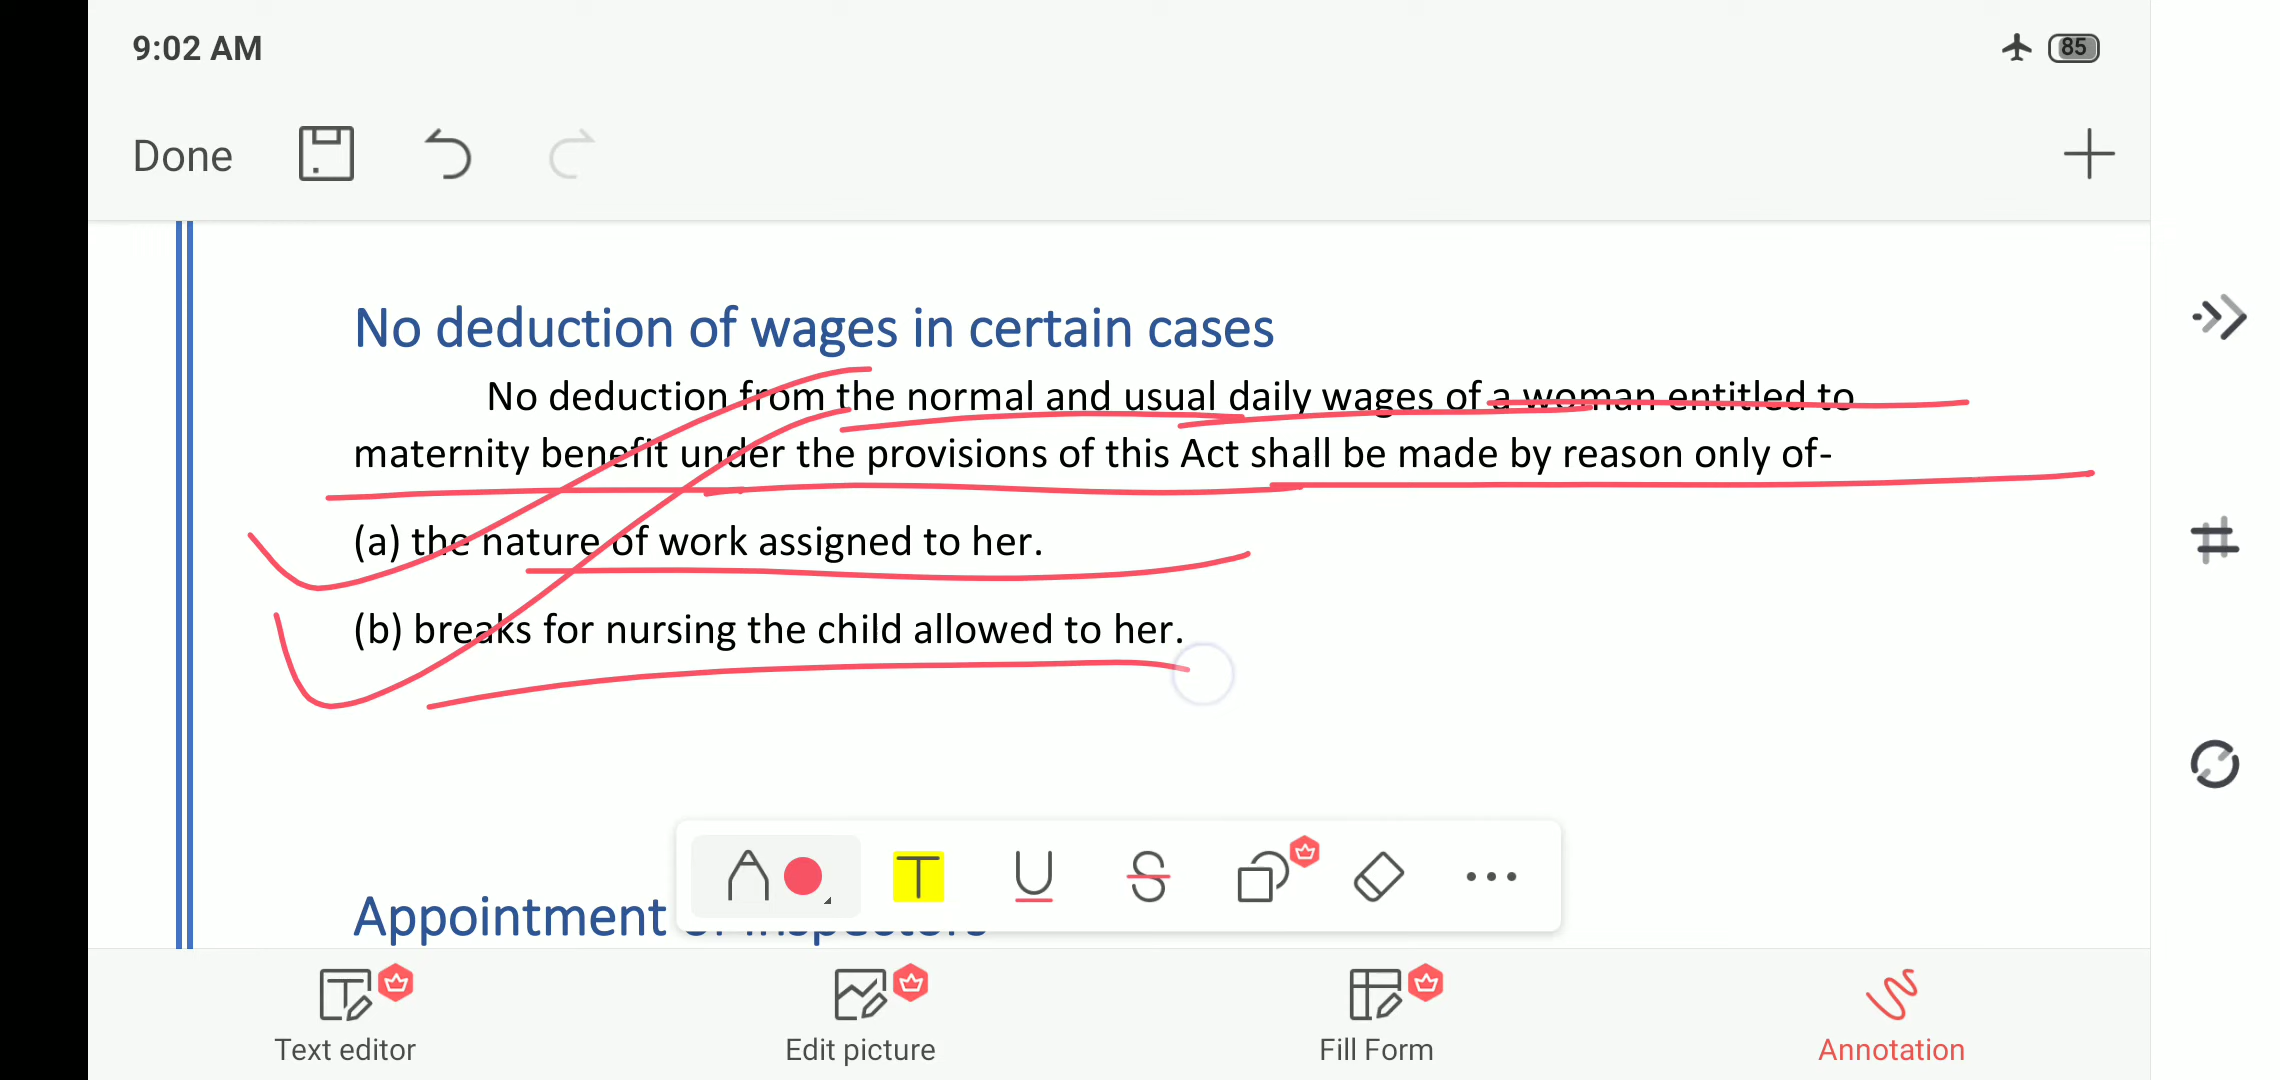 9:02 AM
85
Done
No deduction of wages in certain cases
No deduction from the normal and usual daily wages of a woman entitled to
maternity benefit under the provisions of this Act shall be made by reason only of-
(a) the nature of work assigned to her.
(b) breaks for nursing the child allowed to her.
Appointment of Inspectors
Text editor
Edit picture
Fill Form
Annotation